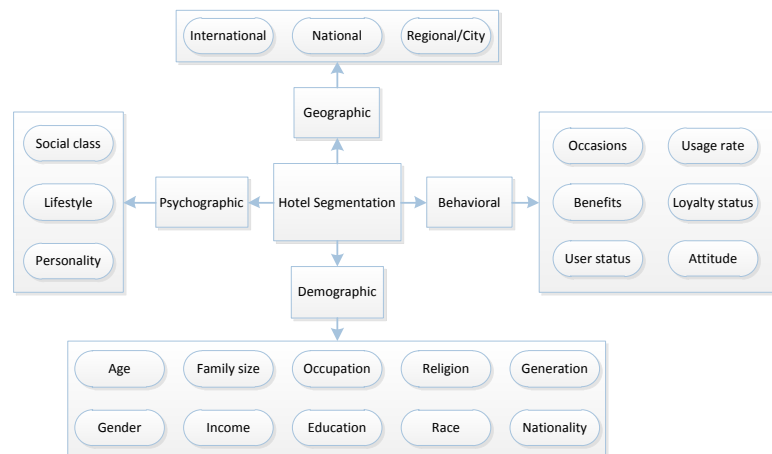 International
National
Regional/City
Geographic
Social class
Lifestyle
Personality
Psychographic
Hotel Segmentation
Behavioral
Occasions
Usage rate
Benefits
Loyalty status
User status
Attitude
Demographic
Age
Family size
Occupation
Religion
Generation
Gender
Income
Education
Race
Nationality